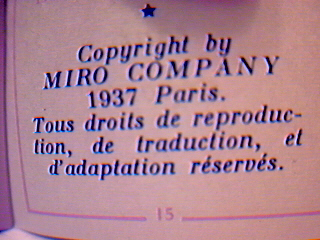 Copyright by
MIRO COMPANY
1937 Paris.
Tous droits de reproduc-
tion, de traduction, et
d'adaptation réservés.
15